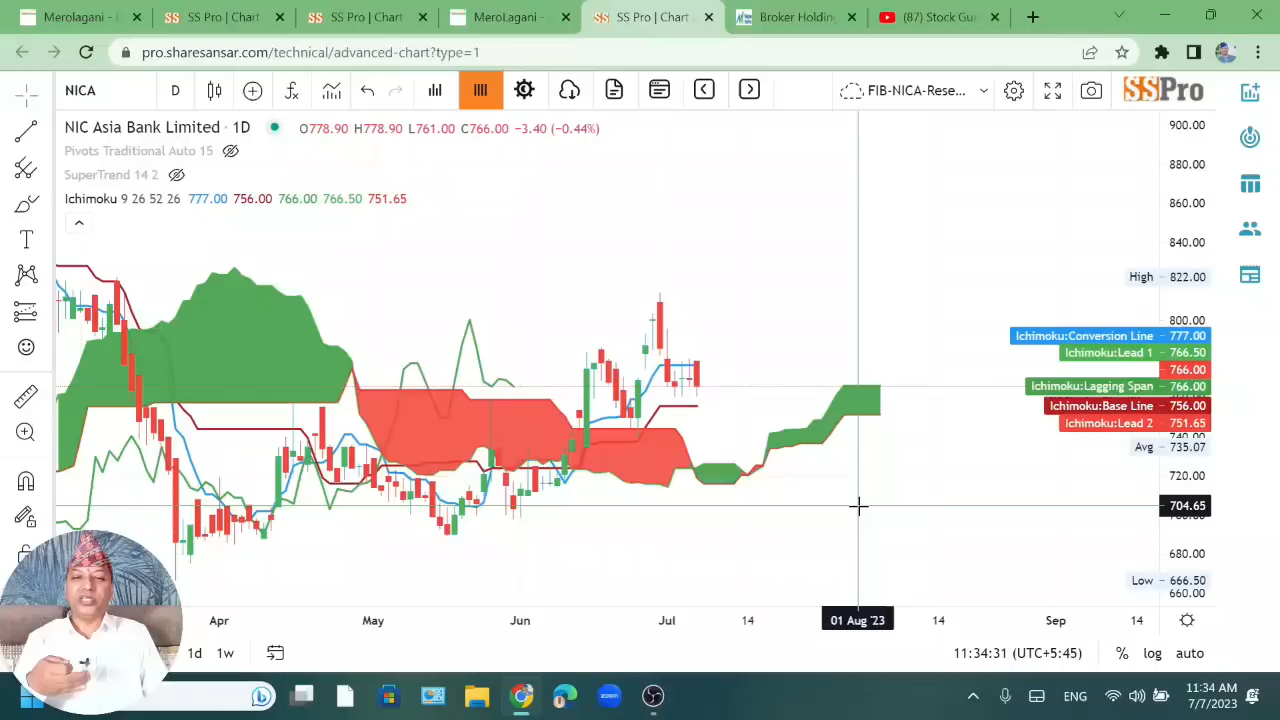 SS Pro | Chart
SS Pro | Chart
Merolagani -
MeroLagani -
SS Pro | Chart
Broker Holding
(87) Stock Gu
pro.sharesansar.com/technical/advanced-chart?type=1
NICA
D
FIB-NICA-Rese...
SSPro
NIC Asia Bank Limited · 1D
O778.90 H778.90 L761.00 C766.00 −3.40 (−0.44%)
Pivots Traditional Auto 15
SuperTrend 14 2
Ichimoku 9 26 52 26 777.00 756.00 766.00 766.50 751.65
900.00
880.00
860.00
840.00
High 822.00
800.00
Ichimoku:Conversion Line 777.00
Ichimoku:Lead 1 766.50
766.00
Ichimoku:Lagging Span 766.00
Ichimoku:Base Line 756.00
Ichimoku:Lead 2 751.65
740.00
Avg 735.07
720.00
704.65
680.00
Low 666.50
660.00
Apr
May
Jun
Jul
14
01 Aug '23
14
Sep
14
1d
1w
11:34:31 (UTC+5:45)
%
log
auto
zoom
ENG
11:34 AM
7/7/2023